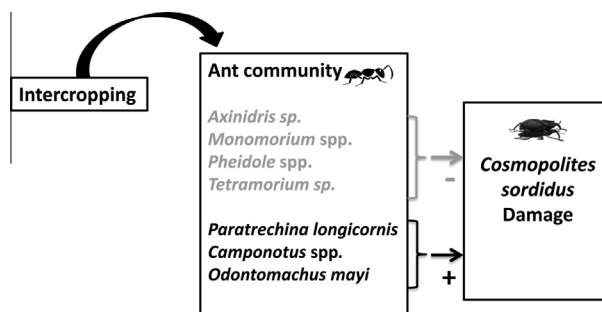 Intercropping
Ant community
Axinidris sp.
Monomorium spp.
Pheidole spp.
Tetramorium sp.
Paratrechina longicornis
Camponotus spp.
Odontomachus mayi
-
+
Cosmopolites
sordidus
Damage